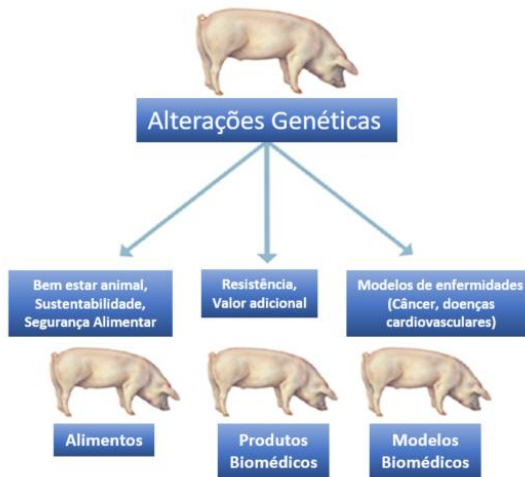 Alterações Genéticas
Bem estar animal,
Sustentabilidade,
Segurança Alimentar
Resistência,
Valor adicional
Modelos de enfermidades
(Câncer, doenças
cardiovasculares)
Alimentos
Produtos
Biomédicos
Modelos
Biomédicos